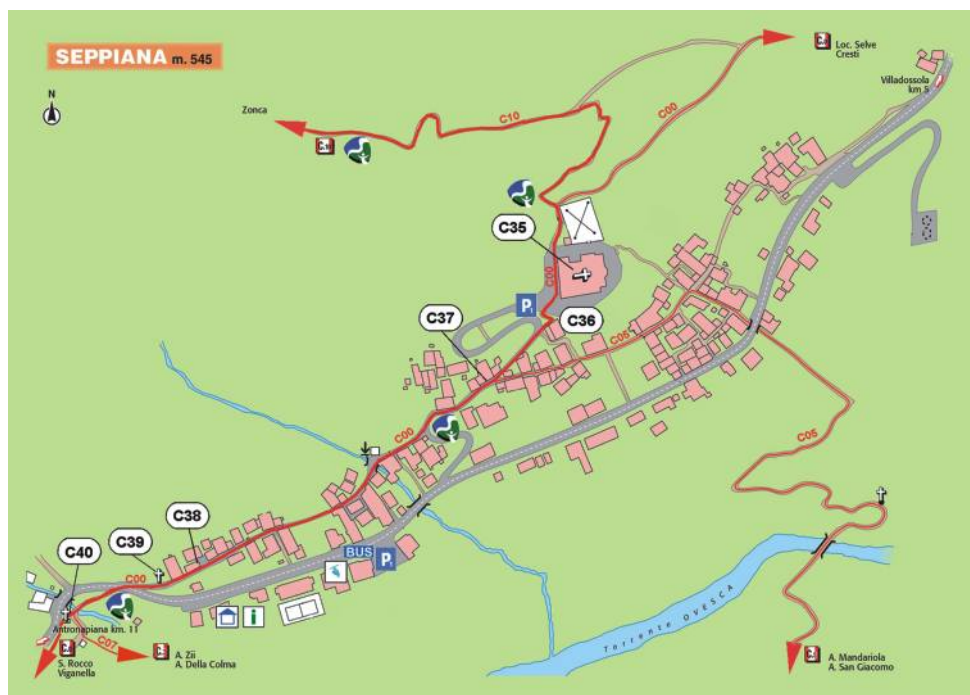 SEPPIANA m. 545
N
Zonca
C10
C00
Loc. Selve
Cresti
Villadossola
km 5
C35
C00
P
C37
C36
C05
C00
C05
C38
C39
C40
C00
BUS
P
i
Antronapiana km. 11
C07
S. Rocco
Viganella
A. Zii
A. Della Colma
Torrente OVESCA
A. Mandariola
A. San Giacomo